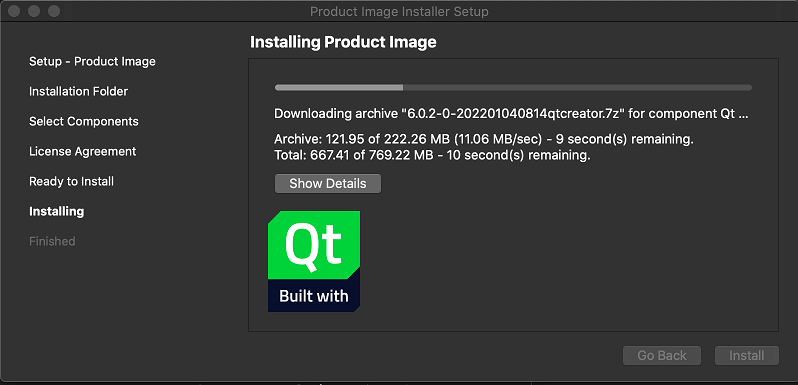 Product Image Installer Setup
Installing Product Image
Setup - Product Image
Installation Folder
Select Components
License Agreement
Ready to Install
Installing
Finished
Downloading archive "6.0.2-0-202201040814qtcreator.7z" for component Qt ...
Archive: 121.95 of 222.26 MB (11.06 MB/sec) - 9 second(s) remaining.
Total: 667.41 of 769.22 MB - 10 second(s) remaining.
Show Details
Qt
Built with
Go Back
Install